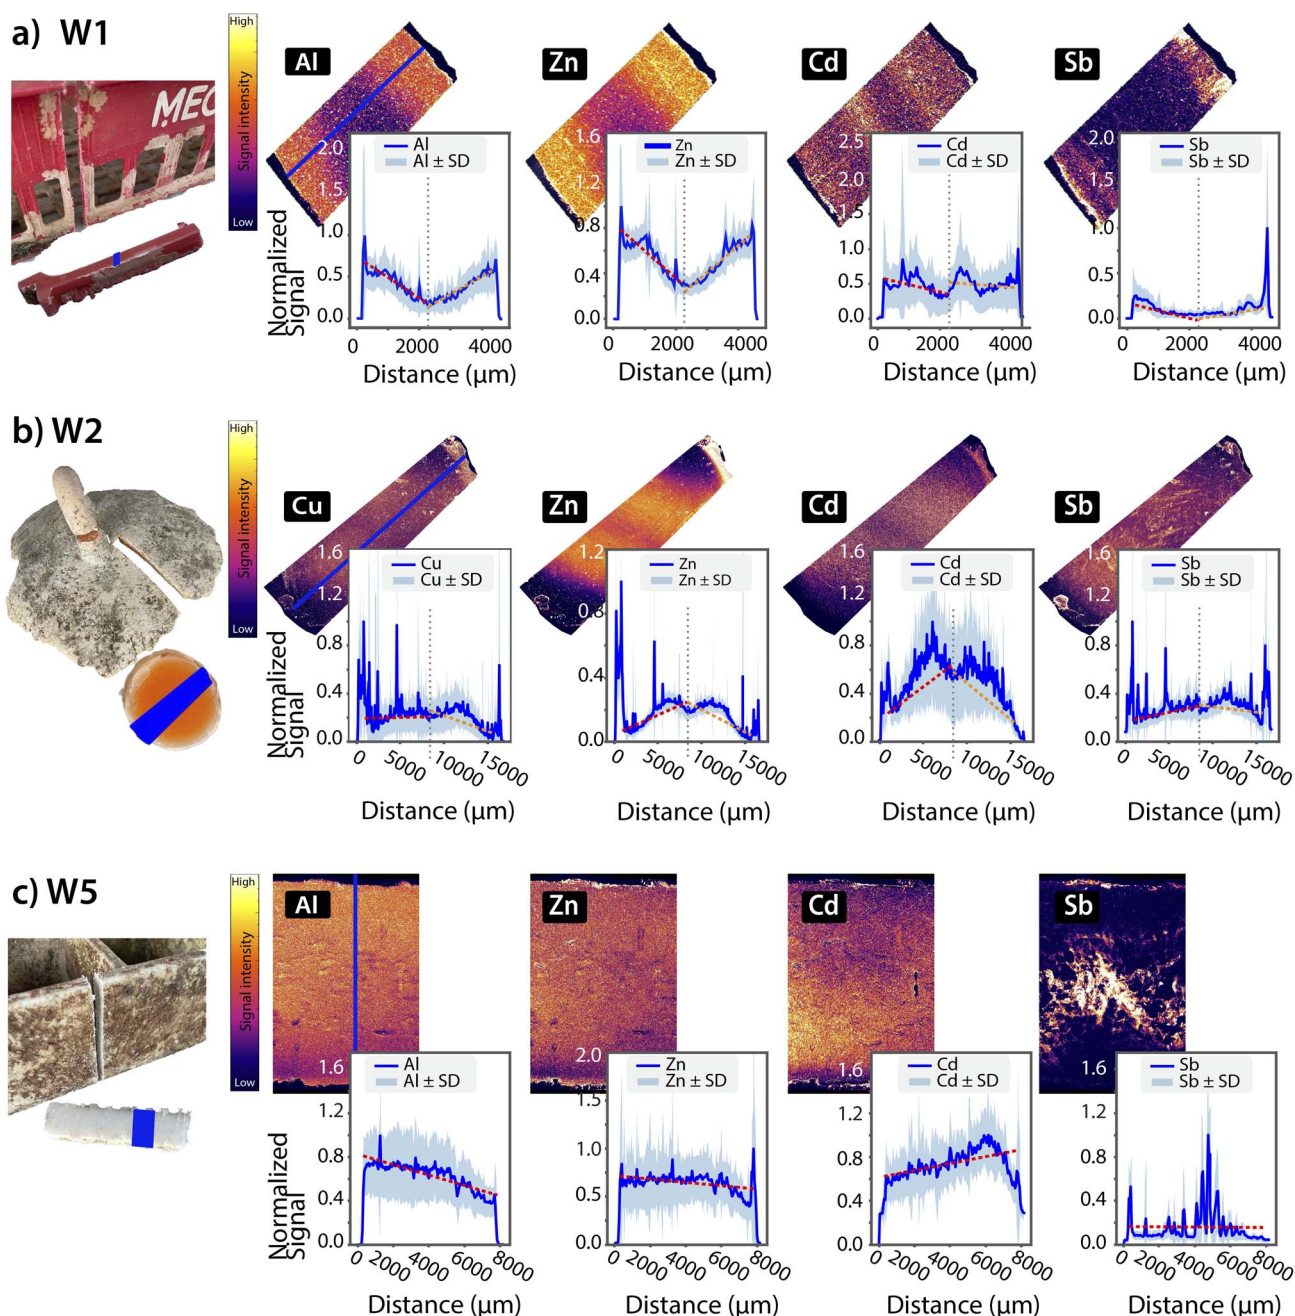 a) W1
High
Signal intensity
Low
MEC
Al
Zn
Cd
Sb
Al
Al ± SD
2.0
1.5
1.0
0.5
0.0
Normalized
Signal
0 2000 4000
Distance (µm)
Zn
Zn ± SD
1.6
1.2
0.8
0.4
0.0
0 2000 4000
Distance (µm)
Cd
Cd ± SD
2.5
2.0
1.5
1.0
0.5
0.0
0 2000 4000
Distance (µm)
Sb
Sb ± SD
2.0
1.5
1.0
0.5
0.0
0 2000 4000
Distance (µm)
b) W2
High
Signal intensity
Low
Cu
Zn
Cd
Sb
Cu
Cu ± SD
1.6
1.2
0.8
0.4
0.0
Normalized
Signal
0 5000 10000 15000
Distance (µm)
Zn
Zn ± SD
1.2
0.8
0.4
0.0
0 5000 10000 15000
Distance (µm)
Cd
Cd ± SD
1.6
1.2
0.8
0.4
0.0
0 5000 10000 15000
Distance (µm)
Sb
Sb ± SD
1.6
1.2
0.8
0.4
0.0
0 5000 10000 15000
Distance (µm)
c) W5
High
Signal intensity
Low
Al
Zn
Cd
Sb
Al
Al ± SD
1.6
1.2
0.8
0.4
0.0
Normalized
Signal
0 2000 4000 6000 8000
Distance (µm)
Zn
Zn ± SD
2.0
1.5
1.0
0.5
0.0
0 2000 4000 6000 8000
Distance (µm)
Cd
Cd ± SD
1.6
1.2
0.8
0.4
0.0
0 2000 4000 6000 8000
Distance (µm)
Sb
Sb ± SD
1.6
1.2
0.8
0.4
0.0
0 2000 4000 6000 8000
Distance (µm)